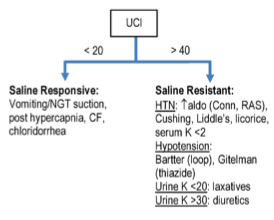 UCl
< 20
> 40
Saline Responsive:
Vomiting/NGT suction,
post hypercapnia, CF,
chloridorrhea
Saline Resistant:
HTN: ↑aldo (Conn, RAS),
Cushing, Liddle's, licorice,
serum K <2
Hypotension:
Bartter (loop), Gitelman
(thiazide)
Urine K <20: laxatives
Urine K >30: diuretics